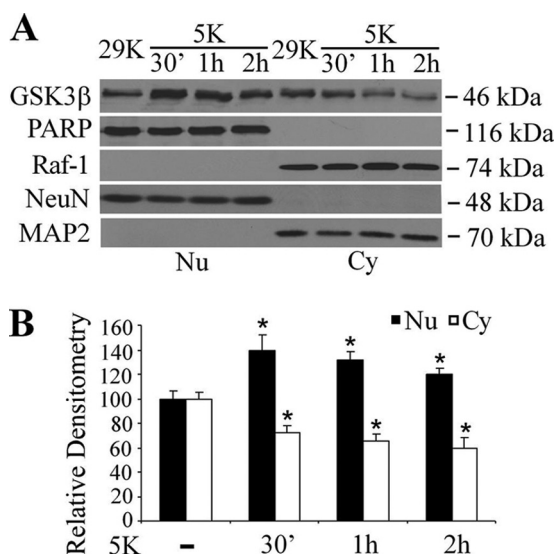 A
5K 5K
29K 30’ 1h 2h 29K 30’ 1h 2h
GSK3β - 46 kDa
PARP - 116 kDa
Raf-1 - 74 kDa
NeuN - 48 kDa
MAP2 - 70 kDa
Nu Cy
B
Relative Densitometry
Nu Cy
160
140
120
100
80
60
40
20
0
* * * * * *
5K - 30’ 1h 2h